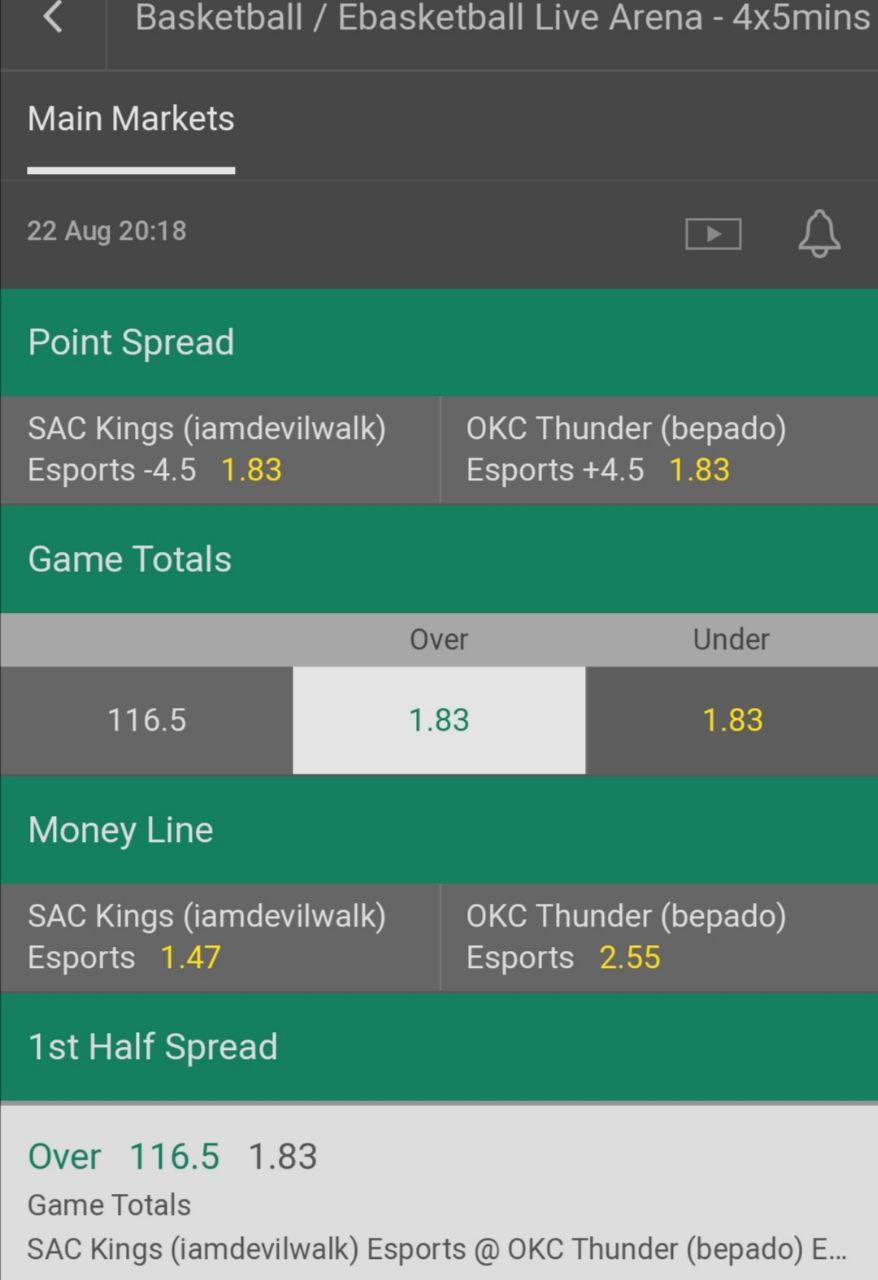 Basketball / Ebasketball Live Arena - 4x5mins
Main Markets
22 Aug 20:18
Point Spread
SAC Kings (iamdevilwalk)
Esports -4.5 1.83
OKC Thunder (bepado)
Esports +4.5 1.83
Game Totals
Over Under
116.5 1.83 1.83
Money Line
SAC Kings (iamdevilwalk)
Esports 1.47
OKC Thunder (bepado)
Esports 2.55
1st Half Spread
Over 116.5 1.83
Game Totals
SAC Kings (iamdevilwalk) Esports @ OKC Thunder (bepado) E...